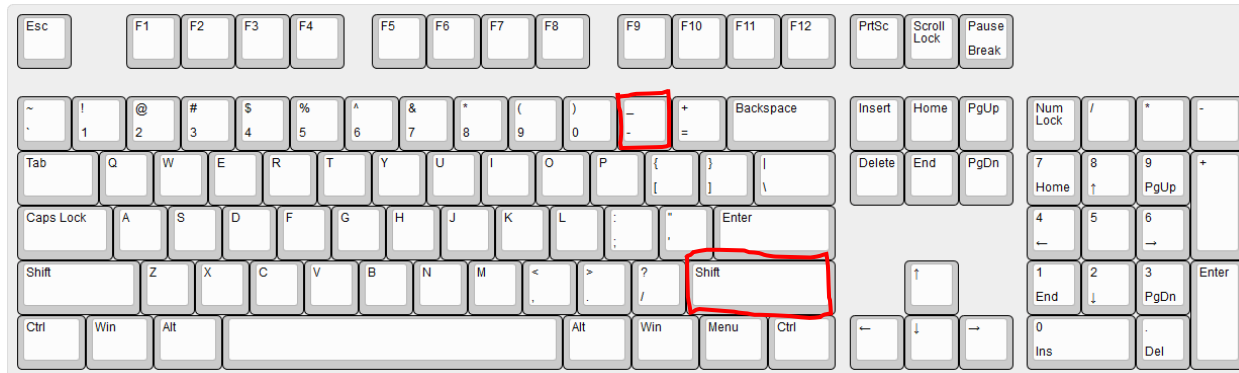 Esc F1 F2 F3 F4 F5 F6 F7 F8 F9 F10 F11 F12 PrtSc Scroll Lock Pause Break
~ ` ! 1 @ 2 # 3 $ 4 % 5 ^ 6 & 7 * 8 ( 9 ) 0 _ - + = Backspace Insert Home PgUp Num Lock / * -
Tab Q W E R T Y U I O P { [ } ] | \ Delete End PgDn 7 Home 8 ↑ 9 PgUp +
Caps Lock A S D F G H J K L : ; " ' Enter 4 ← 5 6 →
Shift Z X C V B N M < , > . ? / Shift ↑ 1 End 2 ↓ 3 PgDn Enter
Ctrl Win Alt Alt Win Menu Ctrl ← ↓ → 0 Ins . Del